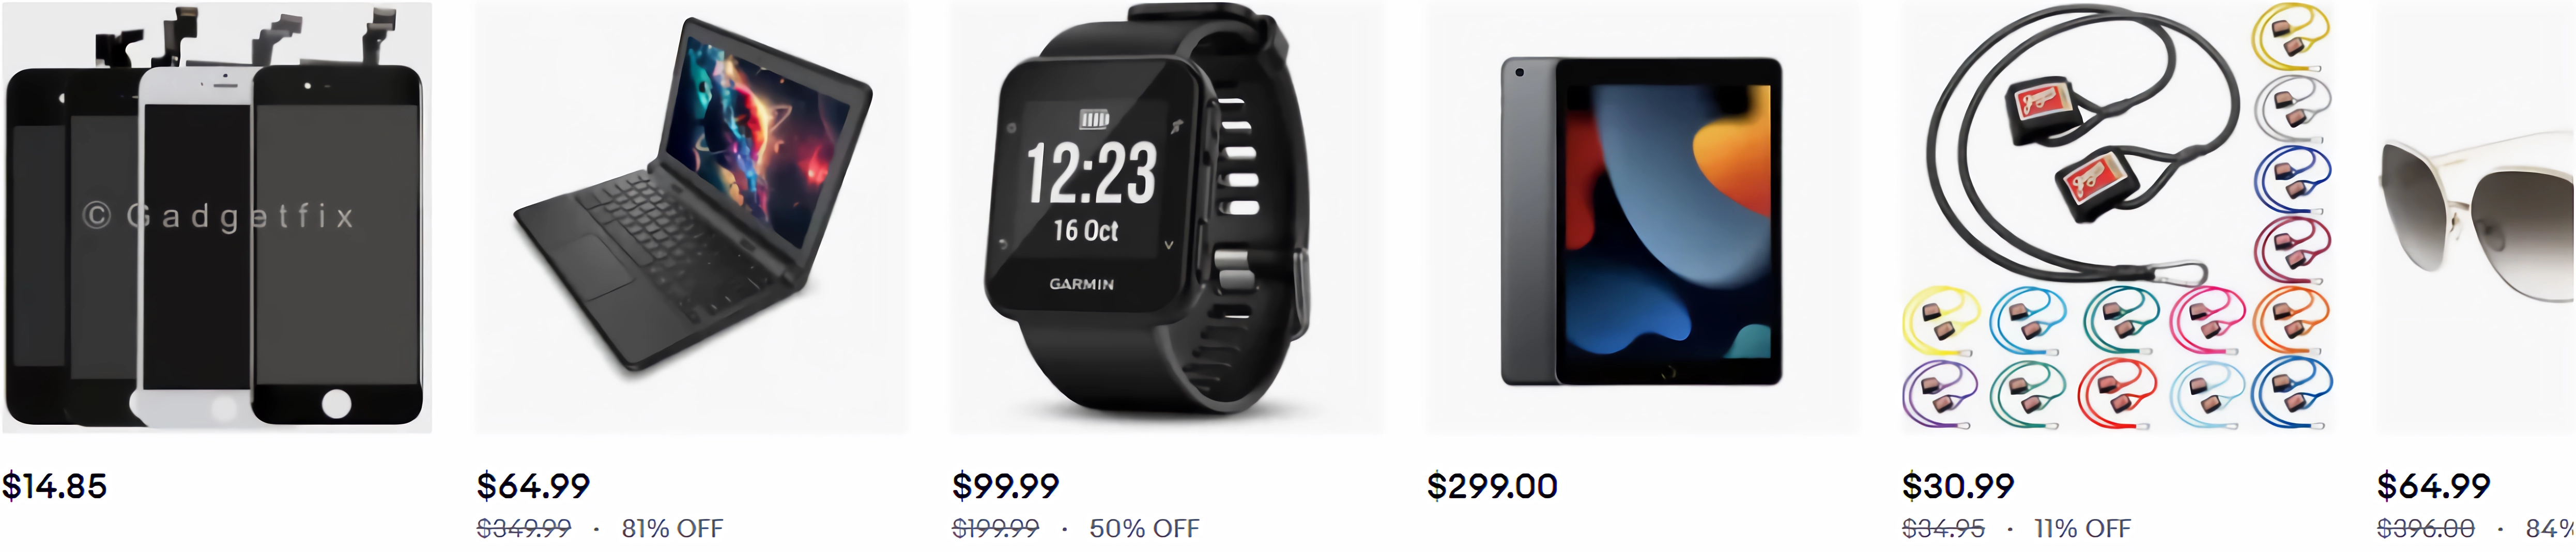 © Gadgetfix
12:23
16 Oct
GARMIN
$14.85
$64.99
$349.99 · 81% OFF
$99.99
$199.99 · 50% OFF
$299.00
$30.99
$34.95 · 11% OFF
$64.99
$396.00 · 84%